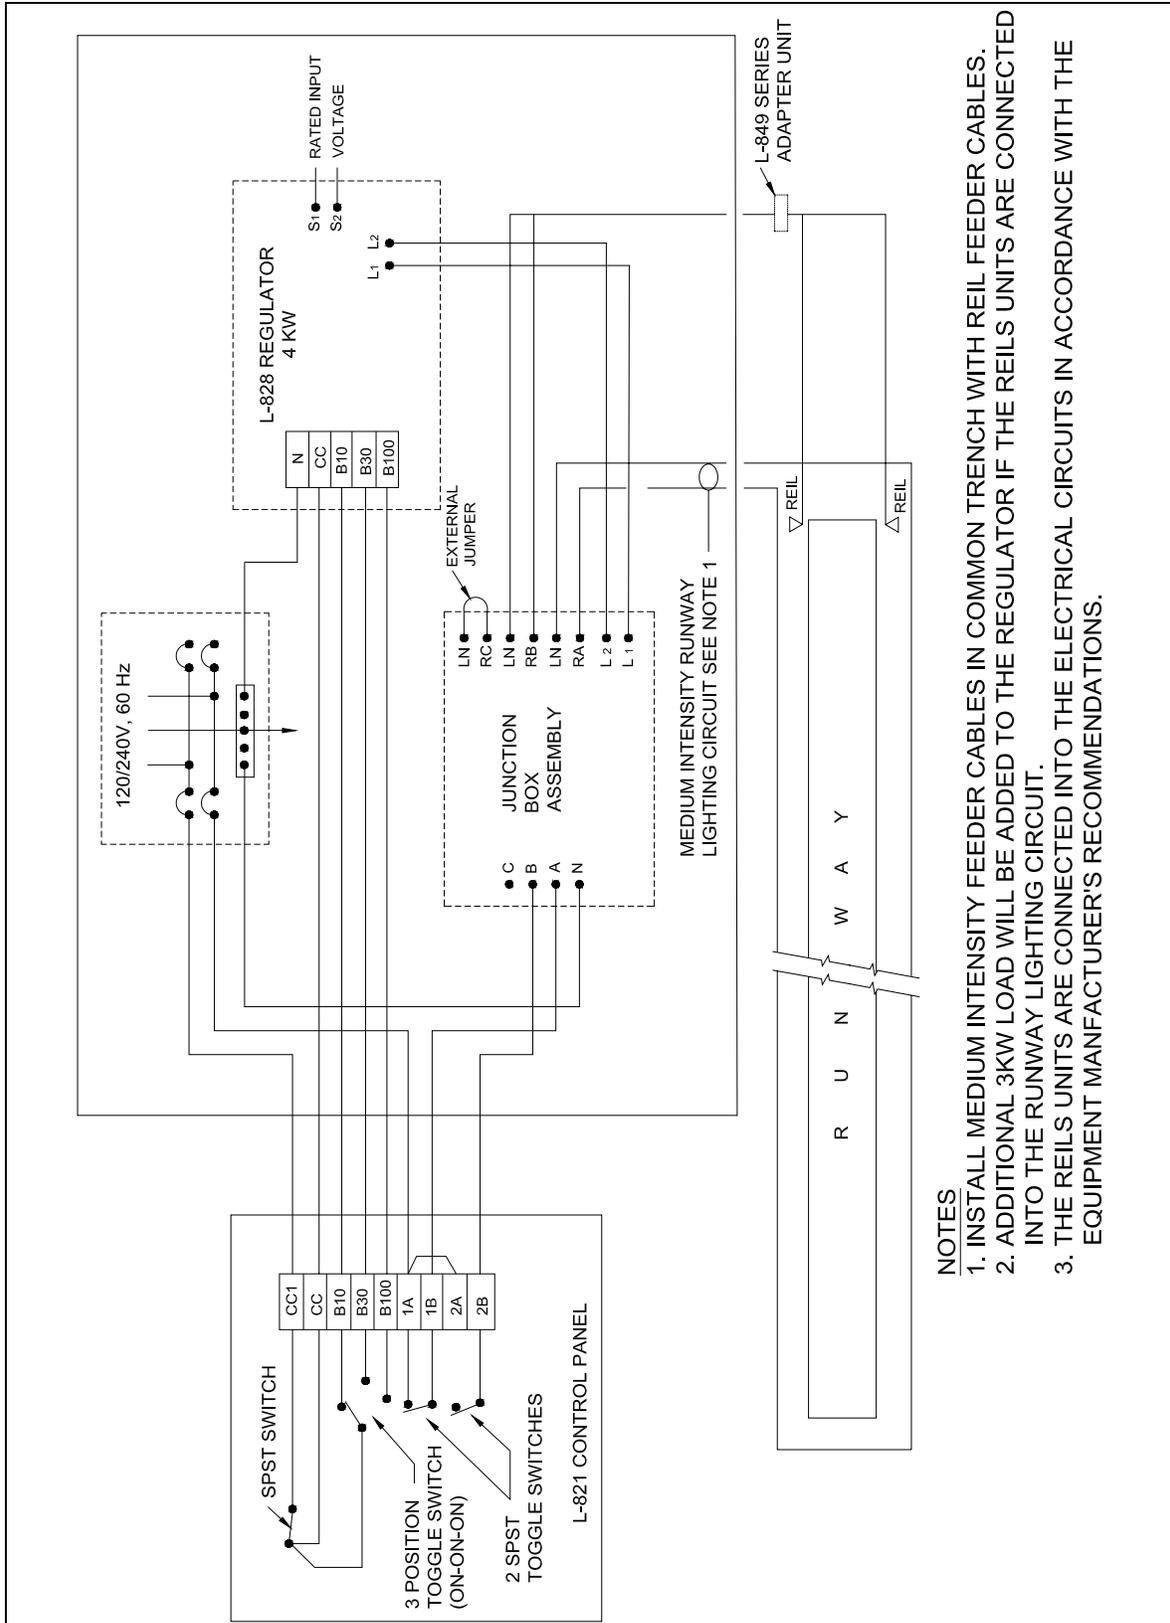 120/240V, 60 Hz
L-828 REGULATOR
4 KW
S1
S2
RATED INPUT
VOLTAGE
L1
L2
N
CC
B10
B30
B100
EXTERNAL
JUMPER
LN
RC
LN
RB
LN
RA
L 2
L 1
JUNCTION
BOX
ASSEMBLY
C
B
A
N
L-849 SERIES
ADAPTER UNIT
MEDIUM INTENSITY RUNWAY
LIGHTING CIRCUIT SEE NOTE 1
REIL
REIL
R U N W A Y
SPST SWITCH
CC1
CC
B10
B30
B100
1A
1B
2A
2B
3 POSITION
TOGGLE SWITCH
(ON-ON-ON)
2 SPST
TOGGLE SWITCHES
L-821 CONTROL PANEL
NOTES
1. INSTALL MEDIUM INTENSITY FEEDER CABLES IN COMMON TRENCH WITH REIL FEEDER CABLES.
2. ADDITIONAL 3KW LOAD WILL BE ADDED TO THE REGULATOR IF THE REILS UNITS ARE CONNECTED
INTO THE RUNWAY LIGHTING CIRCUIT.
3. THE REILS UNITS ARE CONNECTED INTO THE ELECTRICAL CIRCUITS IN ACCORDANCE WITH THE
EQUIPMENT MANFACTURER'S RECOMMENDATIONS.